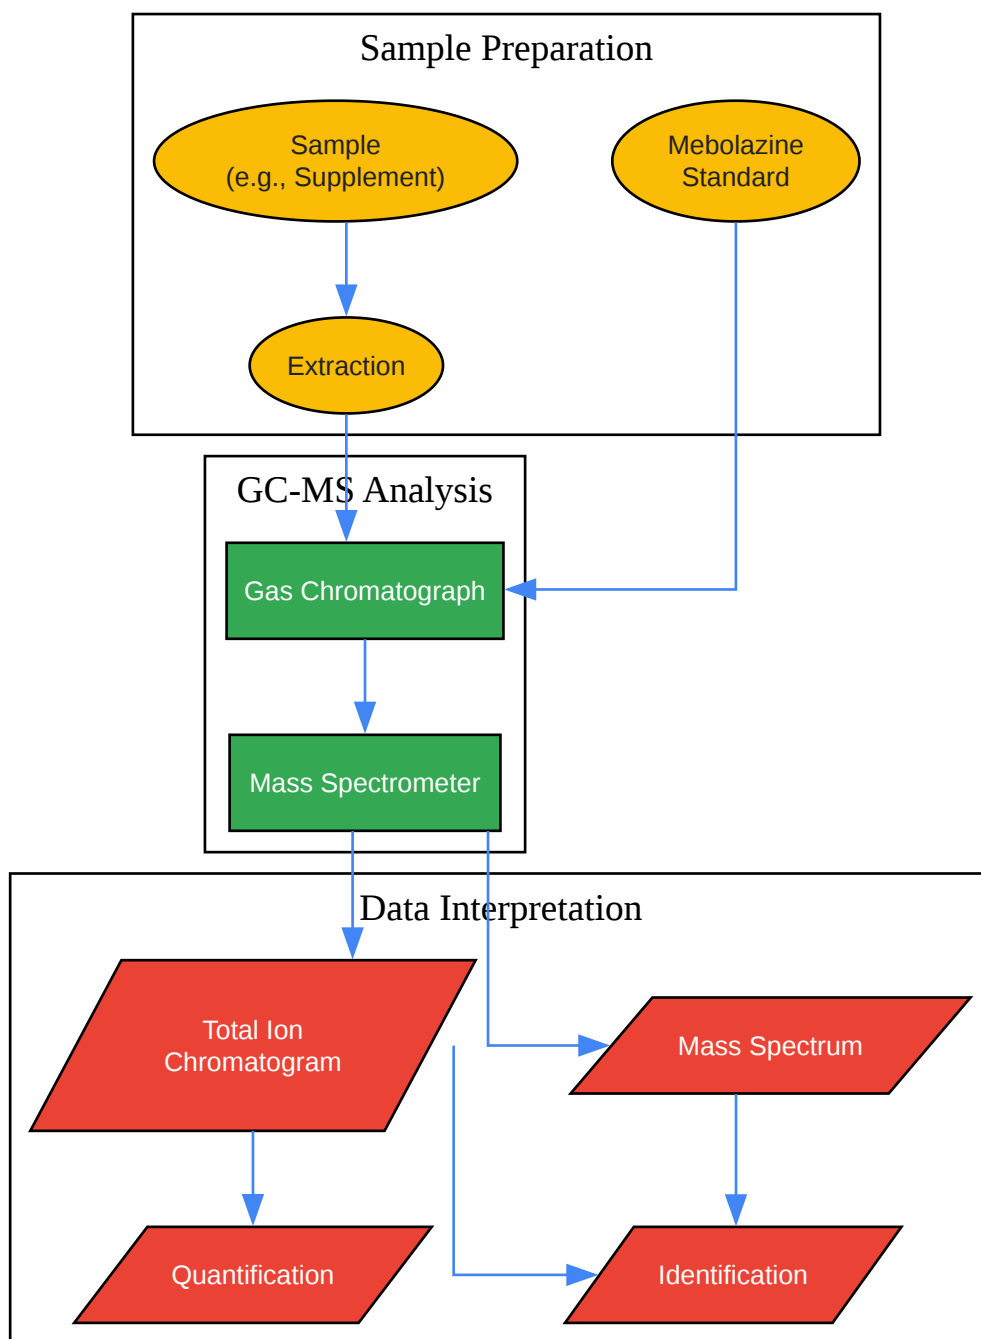 Sample Preparation
Sample
(e.g., Supplement)
Mebolazine
Standard
Extraction
GC-MS Analysis
Gas Chromatograph
Mass Spectrometer
Data Interpretation
Total Ion
Chromatogram
Mass Spectrum
Quantification
Identification